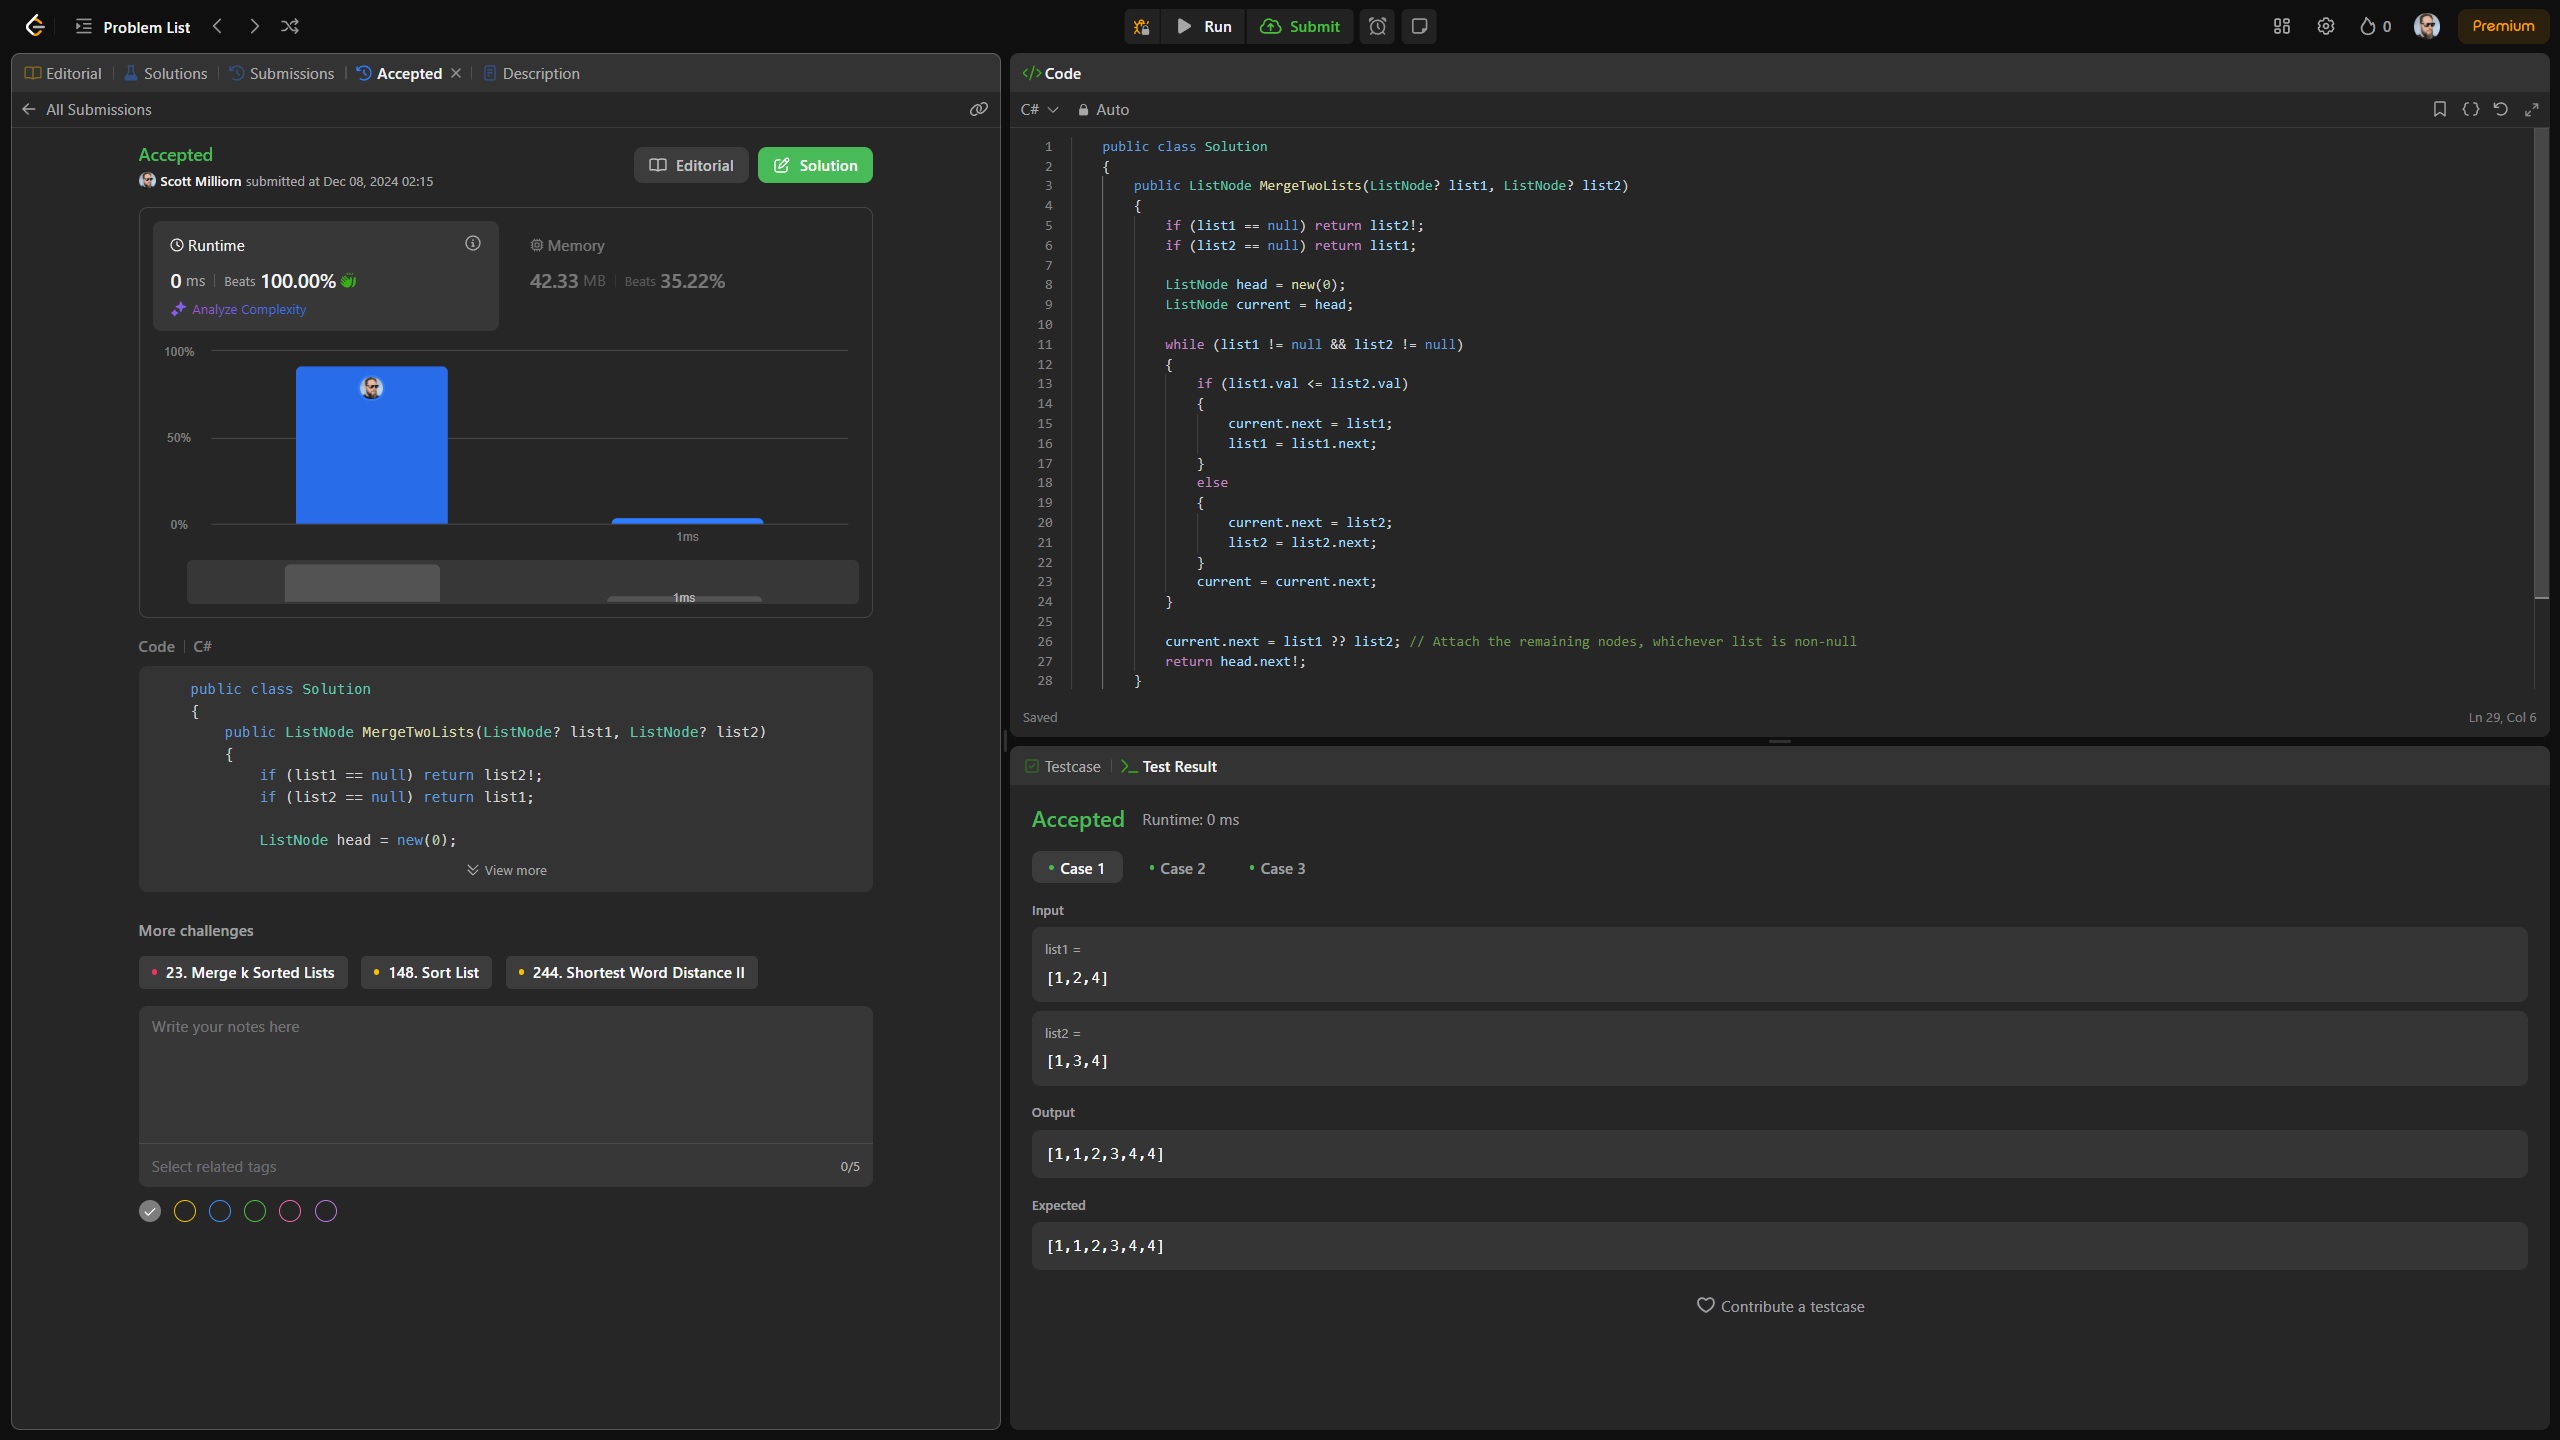 Problem List
Run
Submit
0
Premium
Editorial
Solutions
Submissions
Accepted
Description
All Submissions
Accepted
Scott Milliorn submitted at Dec 08, 2024 02:15
Editorial
Solution
Runtime
0 ms | Beats 100.00%
Analyze Complexity
Memory
42.33 MB | Beats 35.22%
100%
50%
0%
1ms
1ms
Code | C#
public class Solution
{
    public ListNode MergeTwoLists(ListNode? list1, ListNode? list2)
    {
        if (list1 == null) return list2!;
        if (list2 == null) return list1;

        ListNode head = new(0);
View more
More challenges
23. Merge k Sorted Lists
148. Sort List
244. Shortest Word Distance II
Write your notes here
Select related tags
0/5
</> Code
C#
Auto
1 public class Solution
2 {
3     public ListNode MergeTwoLists(ListNode? list1, ListNode? list2)
4     {
5         if (list1 == null) return list2!;
6         if (list2 == null) return list1;
7
8         ListNode head = new(0);
9         ListNode current = head;
10
11         while (list1 != null && list2 != null)
12         {
13             if (list1.val <= list2.val)
14             {
15                 current.next = list1;
16                 list1 = list1.next;
17             }
18             else
19             {
20                 current.next = list2;
21                 list2 = list2.next;
22             }
23             current = current.next;
24         }
25
26         current.next = list1 ?? list2; // Attach the remaining nodes, whichever list is non-null
27         return head.next!;
28     }
Saved
Ln 29, Col 6
Testcase
Test Result
Accepted
Runtime: 0 ms
Case 1
Case 2
Case 3
Input
list1 =
[1,2,4]
list2 =
[1,3,4]
Output
[1,1,2,3,4,4]
Expected
[1,1,2,3,4,4]
Contribute a testcase